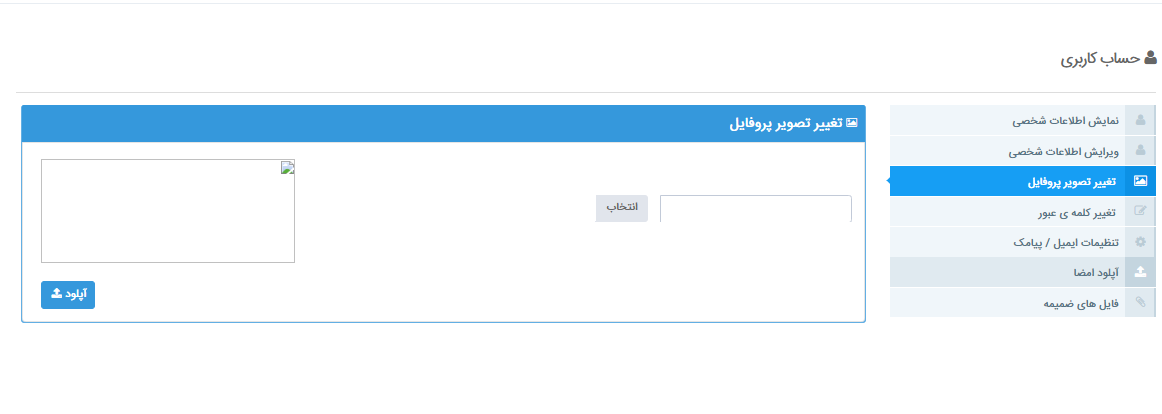 حساب کاربری
نمایش اطلاعات شخصی
ویرایش اطلاعات شخصی
تغییر تصویر پروفایل
تغییر کلمه ی عبور
تنظیمات ایمیل / پیامک
آپلود امضا
فایل های ضمیمه
تغییر تصویر پروفایل
انتخاب
آپلود